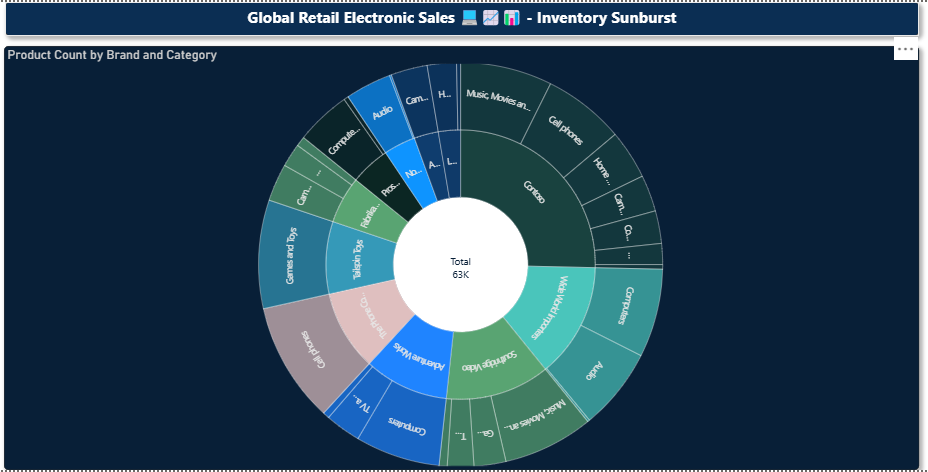 Global Retail Electronic Sales 💻 📈 📊 - Inventory Sunburst
Product Count by Brand and Category
...
Music, Movies an...
Cell phones
Home ...
Cam...
Co...
...
Contoso
Wide World Importers
Computers
Audio
Southridge Video
Music, Movies an...
Ga...
T...
Adventure Works
Computers
TV a...
The Phone Co...
Cell phones
Tailspin Toys
Games and Toys
Fabrika...
Cam...
...
Pros...
Compute...
No...
Audio
A...
Cam...
L...
H...
Total
63K